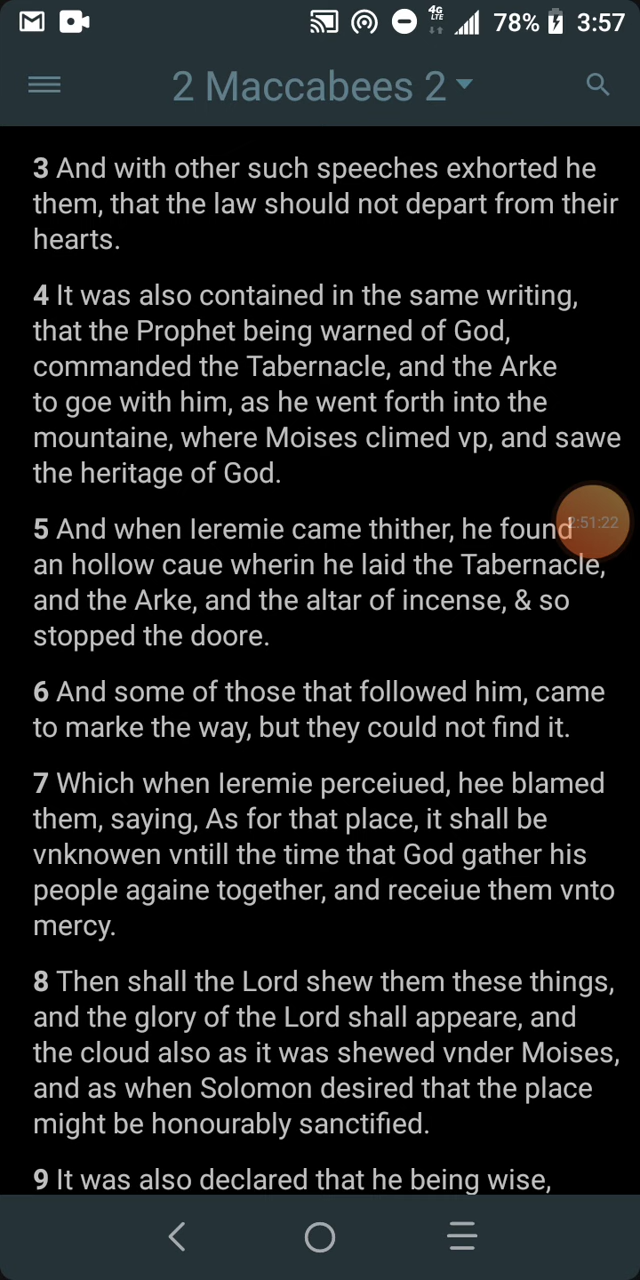 4G
LTE
78%
3:57
2 Maccabees 2
3 And with other such speeches exhorted he
them, that the law should not depart from their
hearts.
4 It was also contained in the same writing,
that the Prophet being warned of God,
commanded the Tabernacle, and the Arke
to goe with him, as he went forth into the
mountaine, where Moises climed vp, and sawe
the heritage of God.
5 And when Ieremie came thither, he found
2:51:22
an hollow caue wherin he laid the Tabernacle,
and the Arke, and the altar of incense, & so
stopped the doore.
6 And some of those that followed him, came
to marke the way, but they could not find it.
7 Which when Ieremie perceiued, hee blamed
them, saying, As for that place, it shall be
vnknowen vntill the time that God gather his
people againe together, and receiue them vnto
mercy.
8 Then shall the Lord shew them these things,
and the glory of the Lord shall appeare, and
the cloud also as it was shewed vnder Moises,
and as when Solomon desired that the place
might be honourably sanctified.
9 It was also declared that he being wise,